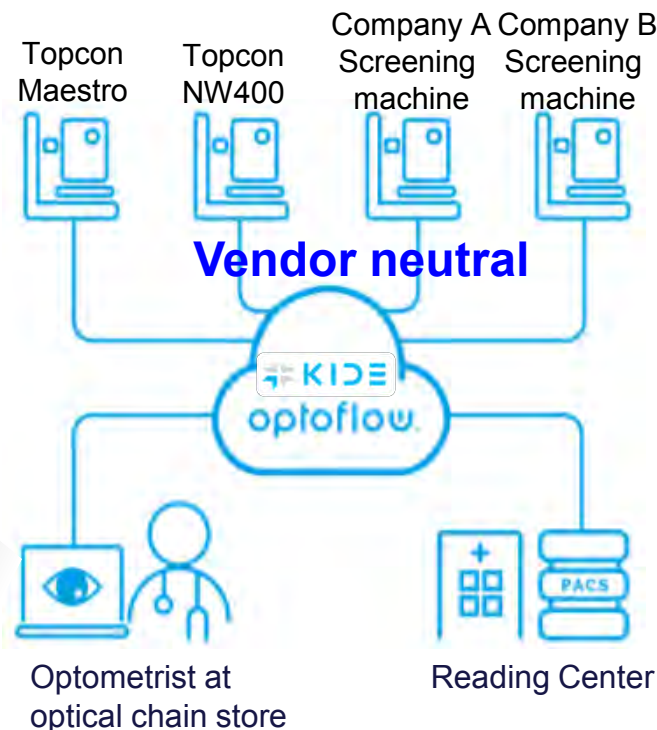 Topcon
Maestro
Topcon
NW400
Company A
Screening
machine
Company B
Screening
machine
Vendor neutral
KIDE
optoflow.
PACS
Optometrist at
optical chain store
Reading Center